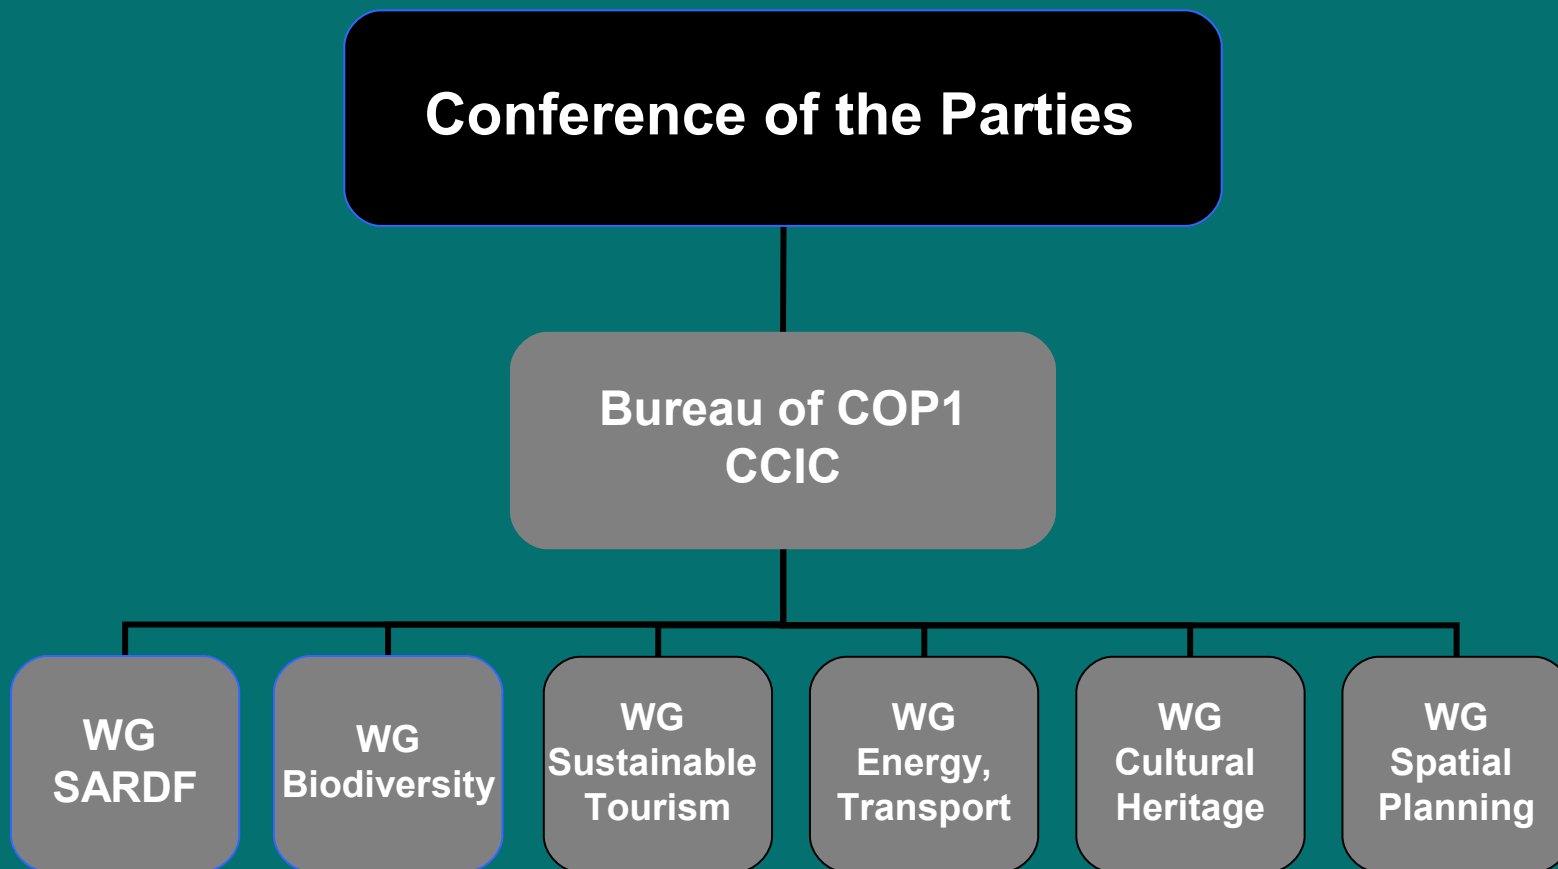 Conference of the Parties
Bureau of COP1
CCIC
WG
SARDF
WG
Biodiversity
WG
Sustainable
Tourism
WG
Energy,
Transport
WG
Cultural
Heritage
WG
Spatial
Planning